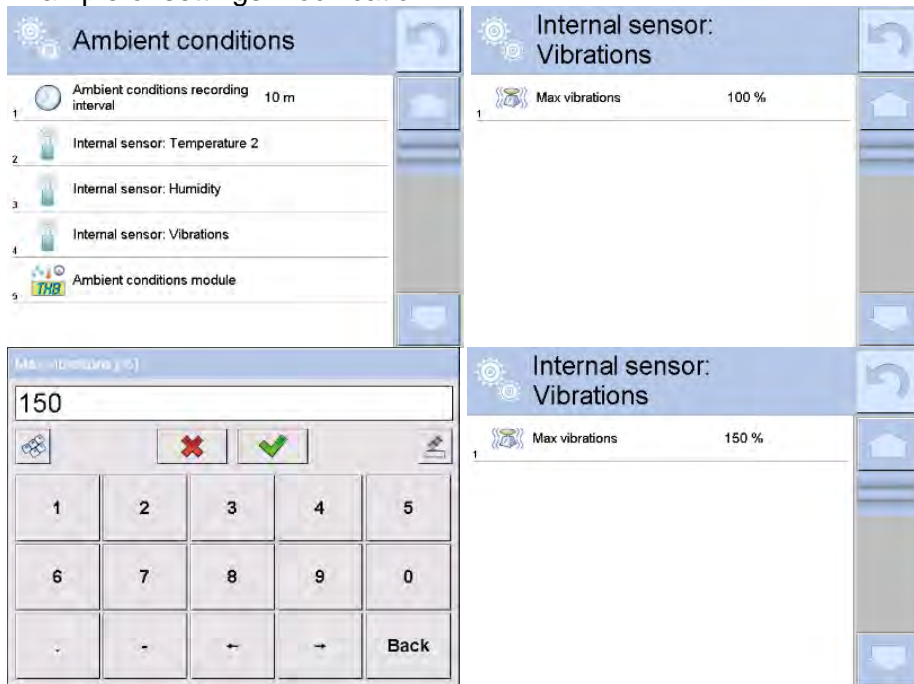 Ambient conditions
1 Ambient conditions recording interval 10 m
2 Internal sensor: Temperature 2
3 Internal sensor: Humidity
4 Internal sensor: Vibrations
5 THB Ambient conditions module
Internal sensor:
Vibrations
1 Max vibrations 100 %
Max vibrations [%]
150
1 2 3 4 5
6 7 8 9 0
. - ← → Back
Internal sensor:
Vibrations
1 Max vibrations 150 %